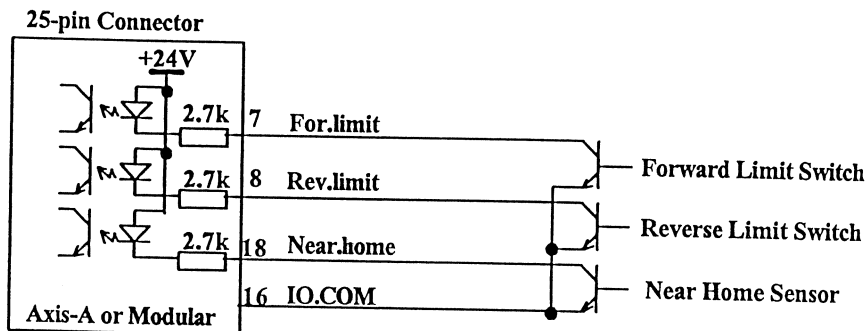 25-pin Connector
+24V
2.7k 7 For.limit
Forward Limit Switch
2.7k 8 Rev.limit
Reverse Limit Switch
2.7k 18 Near.home
Near Home Sensor
16 IO.COM
Axis-A or Modular